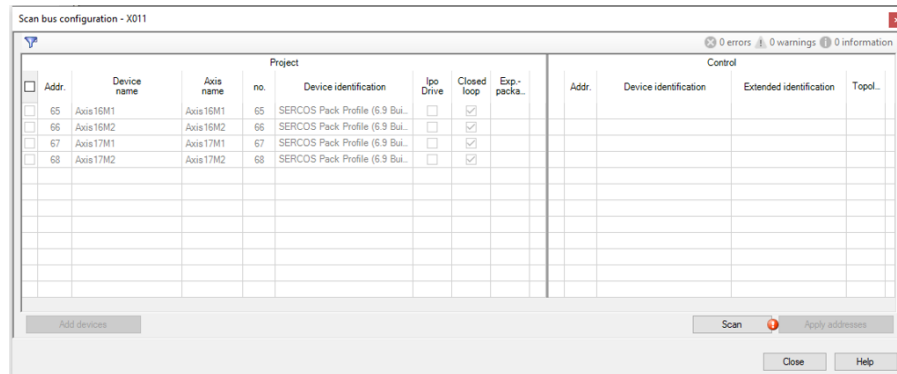 Scan bus configuration - X011
0 errors 0 warnings 0 information
Project Control
Addr. Device name Axis name no. Device identification Ipo Drive Closed loop Exp.-packa... Addr. Device identification Extended identification Topol...
65 Axis16M1 Axis16M1 65 SERCOS Pack Profile (6.9 Bui...
66 Axis16M2 Axis16M2 66 SERCOS Pack Profile (6.9 Bui...
67 Axis17M1 Axis17M1 67 SERCOS Pack Profile (6.9 Bui...
68 Axis17M2 Axis17M2 68 SERCOS Pack Profile (6.9 Bui...
Add devices Scan Apply addresses
Close Help